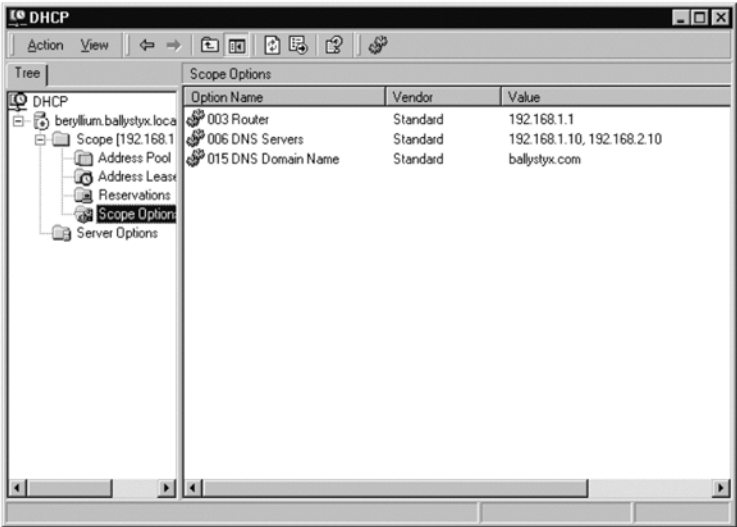 DHCP
Action View
Tree
Scope Options
DHCP
beryllium.ballystyx.loca
Scope [192.168.1
Address Pool
Address Lease
Reservations
Scope Option
Server Options
Option Name Vendor Value
003 Router Standard 192.168.1.1
006 DNS Servers Standard 192.168.1.10, 192.168.2.10
015 DNS Domain Name Standard ballystyx.com